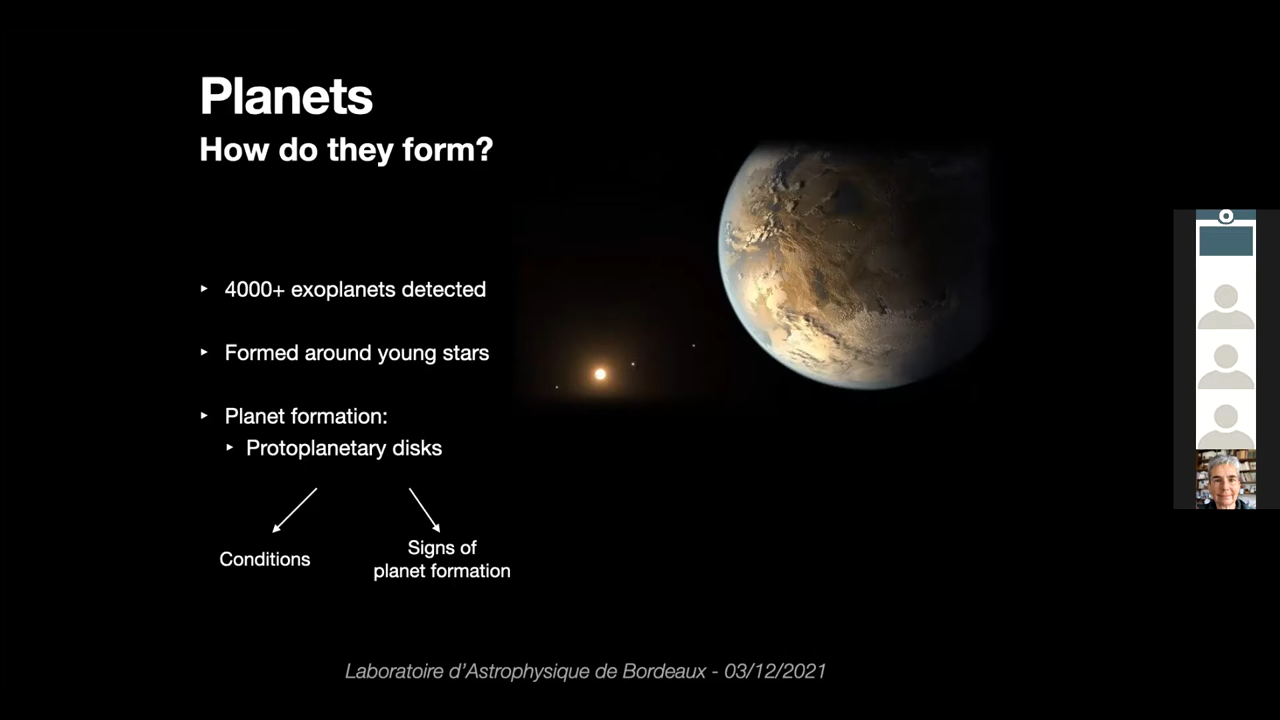 Planets
How do they form?
‣ 4000+ exoplanets detected
‣ Formed around young stars
‣ Planet formation:
‣ Protoplanetary disks
Conditions
Signs of
planet formation
Laboratoire d'Astrophysique de Bordeaux - 03/12/2021